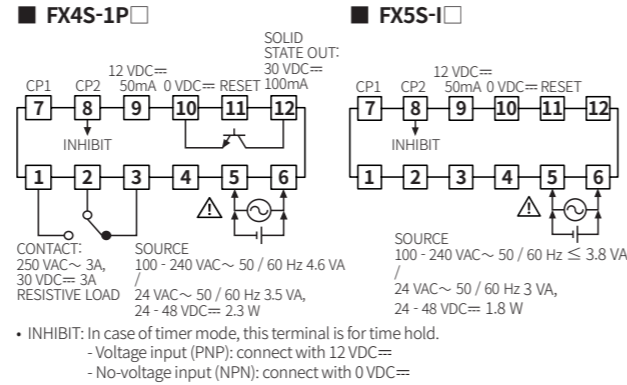 ■ FX4S-1P□
SOLID
STATE OUT:
30 VDC⎓
100mA
12 VDC⎓
CP1 CP2 50mA 0 VDC⎓ RESET
7 8 9 10 11 12
INHIBIT
1 2 3 4 5 6
CONTACT:
250 VAC～ 3A,
30 VDC⎓ 3A
RESISTIVE LOAD
SOURCE
100 - 240 VAC～ 50 / 60 Hz 4.6 VA
/
24 VAC～ 50 / 60 Hz 3.5 VA,
24 - 48 VDC⎓ 2.3 W
■ FX5S-I□
12 VDC⎓
CP1 CP2 50mA 0 VDC⎓ RESET
7 8 9 10 11 12
INHIBIT
1 2 3 4 5 6
SOURCE
100 - 240 VAC～ 50 / 60 Hz ≤ 3.8 VA
/
24 VAC～ 50 / 60 Hz 3 VA,
24 - 48 VDC⎓ 1.8 W
• INHIBIT: In case of timer mode, this terminal is for time hold.
- Voltage input (PNP): connect with 12 VDC⎓
- No-voltage input (NPN): connect with 0 VDC⎓